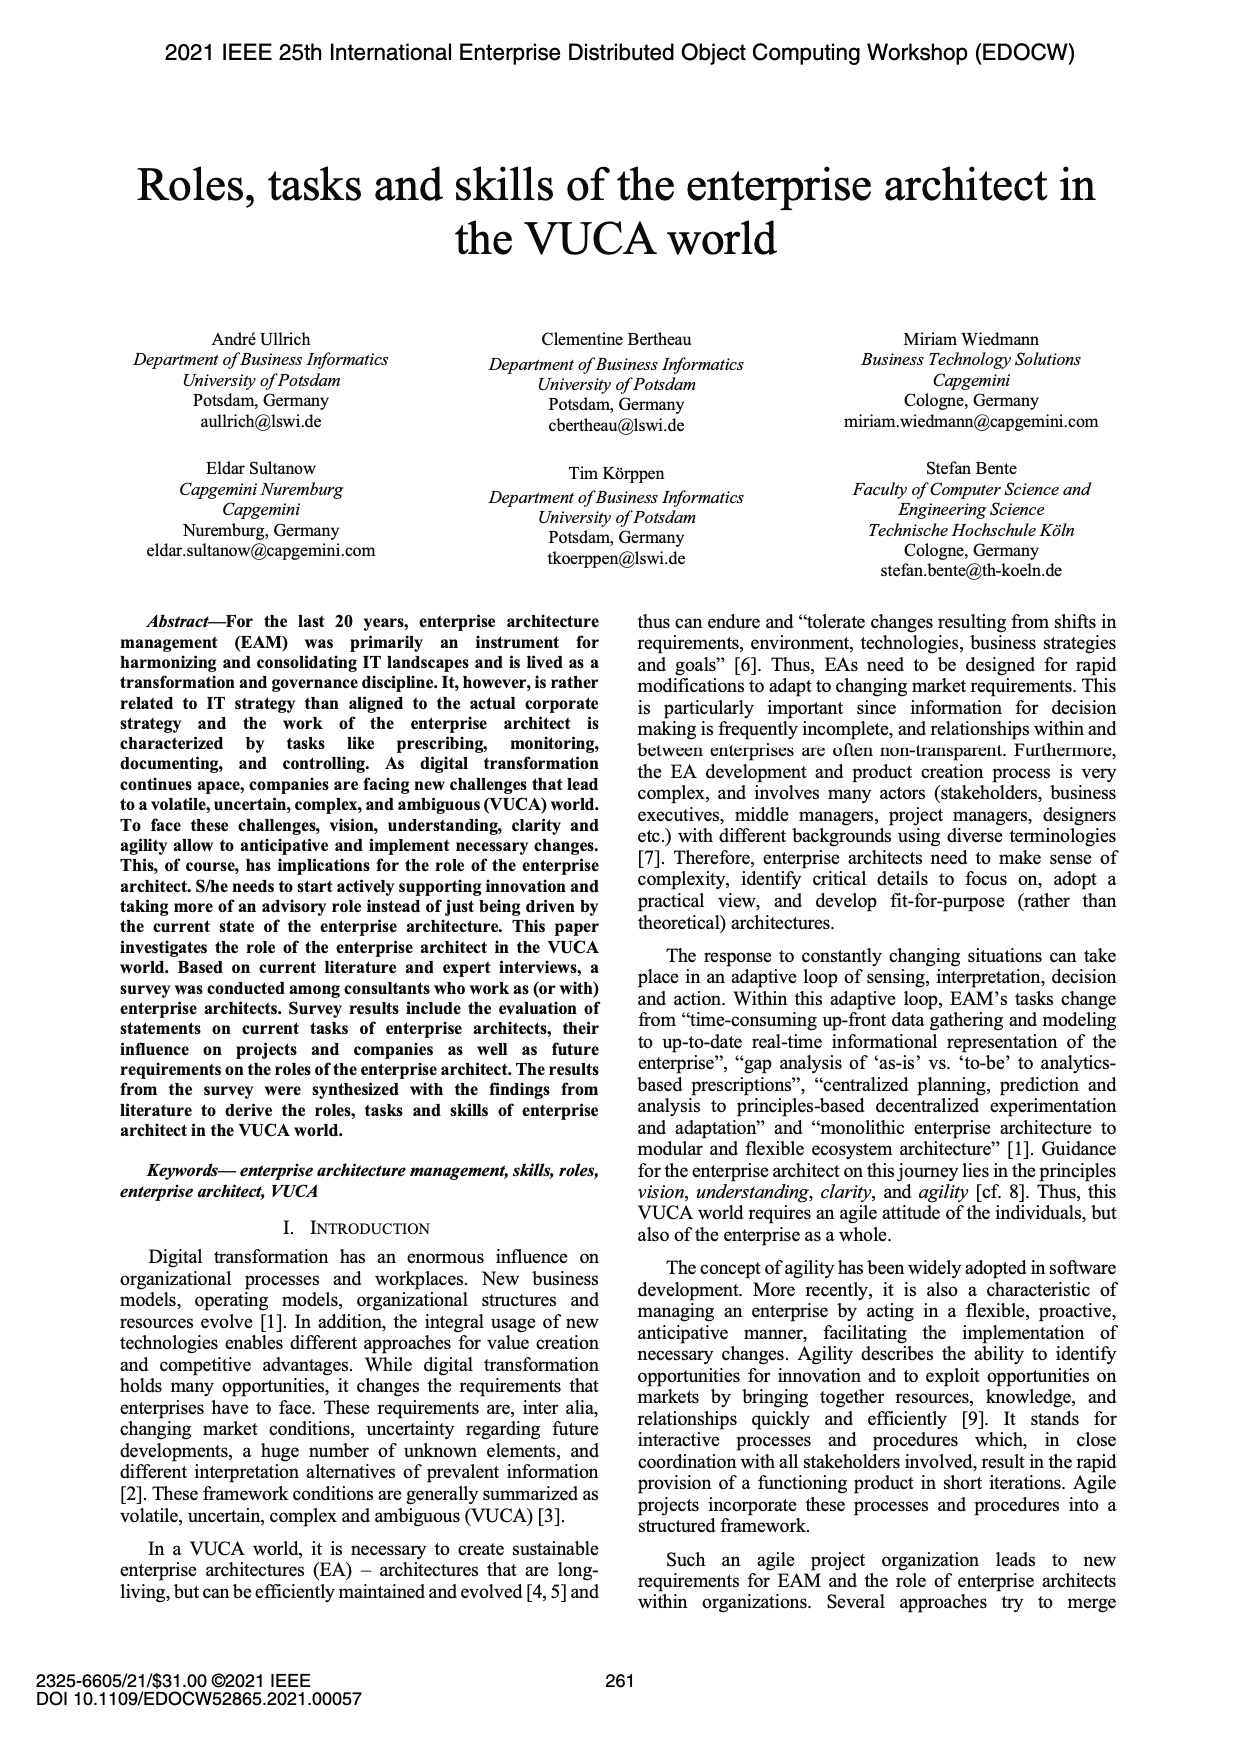 2021 IEEE 25th International Enterprise Distributed Object Computing Workshop (EDOCW)
Roles, tasks and skills of the enterprise architect in
the VUCA world
André Ullrich
Department of Business Informatics
University of Potsdam
Potsdam, Germany
aullrich@lswi.de
Clementine Bertheau
Department of Business Informatics
University of Potsdam
Potsdam, Germany
cbertheau@lswi.de
Miriam Wiedmann
Business Technology Solutions
Capgemini
Cologne, Germany
miriam.wiedmann@capgemini.com
Eldar Sultanow
Capgemini Nuremburg
Capgemini
Nuremburg, Germany
eldar.sultanow@capgemini.com
Tim Körppen
Department of Business Informatics
University of Potsdam
Potsdam, Germany
tkoerppen@lswi.de
Stefan Bente
Faculty of Computer Science and
Engineering Science
Technische Hochschule Köln
Cologne, Germany
stefan.bente@th-koeln.de
Abstract—For the last 20 years, enterprise architecture
management (EAM) was primarily an instrument for
harmonizing and consolidating IT landscapes and is lived as a
transformation and governance discipline. It, however, is rather
related to IT strategy than aligned to the actual corporate
strategy and the work of the enterprise architect is
characterized by tasks like prescribing, monitoring,
documenting, and controlling. As digital transformation
continues apace, companies are facing new challenges that lead
to a volatile, uncertain, complex, and ambiguous (VUCA) world.
To face these challenges, vision, understanding, clarity and
agility allow to anticipative and implement necessary changes.
This, of course, has implications for the role of the enterprise
architect. S/he needs to start actively supporting innovation and
taking more of an advisory role instead of just being driven by
the current state of the enterprise architecture. This paper
investigates the role of the enterprise architect in the VUCA
world. Based on current literature and expert interviews, a
survey was conducted among consultants who work as (or with)
enterprise architects. Survey results include the evaluation of
statements on current tasks of enterprise architects, their
influence on projects and companies as well as future
requirements on the roles of the enterprise architect. The results
from the survey were synthesized with the findings from
literature to derive the roles, tasks and skills of enterprise
architect in the VUCA world.
Keywords— enterprise architecture management, skills, roles,
enterprise architect, VUCA
I. INTRODUCTION
Digital transformation has an enormous influence on
organizational processes and workplaces. New business
models, operating models, organizational structures and
resources evolve [1]. In addition, the integral usage of new
technologies enables different approaches for value creation
and competitive advantages. While digital transformation
holds many opportunities, it changes the requirements that
enterprises have to face. These requirements are, inter alia,
changing market conditions, uncertainty regarding future
developments, a huge number of unknown elements, and
different interpretation alternatives of prevalent information
[2]. These framework conditions are generally summarized as
volatile, uncertain, complex and ambiguous (VUCA) [3].
In a VUCA world, it is necessary to create sustainable
enterprise architectures (EA) – architectures that are long-
living, but can be efficiently maintained and evolved [4, 5] and
thus can endure and “tolerate changes resulting from shifts in
requirements, environment, technologies, business strategies
and goals” [6]. Thus, EAs need to be designed for rapid
modifications to adapt to changing market requirements. This
is particularly important since information for decision
making is frequently incomplete, and relationships within and
between enterprises are often non-transparent. Furthermore,
the EA development and product creation process is very
complex, and involves many actors (stakeholders, business
executives, middle managers, project managers, designers
etc.) with different backgrounds using diverse terminologies
[7]. Therefore, enterprise architects need to make sense of
complexity, identify critical details to focus on, adopt a
practical view, and develop fit-for-purpose (rather than
theoretical) architectures.
The response to constantly changing situations can take
place in an adaptive loop of sensing, interpretation, decision
and action. Within this adaptive loop, EAM’s tasks change
from “time-consuming up-front data gathering and modeling
to up-to-date real-time informational representation of the
enterprise”, “gap analysis of ‘as-is’ vs. ‘to-be’ to analytics-
based prescriptions”, “centralized planning, prediction and
analysis to principles-based decentralized experimentation
and adaptation” and “monolithic enterprise architecture to
modular and flexible ecosystem architecture” [1]. Guidance
for the enterprise architect on this journey lies in the principles
vision, understanding, clarity, and agility [cf. 8]. Thus, this
VUCA world requires an agile attitude of the individuals, but
also of the enterprise as a whole.
The concept of agility has been widely adopted in software
development. More recently, it is also a characteristic of
managing an enterprise by acting in a flexible, proactive,
anticipative manner, facilitating the implementation of
necessary changes. Agility describes the ability to identify
opportunities for innovation and to exploit opportunities on
markets by bringing together resources, knowledge, and
relationships quickly and efficiently [9]. It stands for
interactive processes and procedures which, in close
coordination with all stakeholders involved, result in the rapid
provision of a functioning product in short iterations. Agile
projects incorporate these processes and procedures into a
structured framework.
Such an agile project organization leads to new
requirements for EAM and the role of enterprise architects
within organizations. Several approaches try to merge
2325-6605/21/$31.00 ©2021 IEEE
DOI 10.1109/EDOCW52865.2021.00057
261